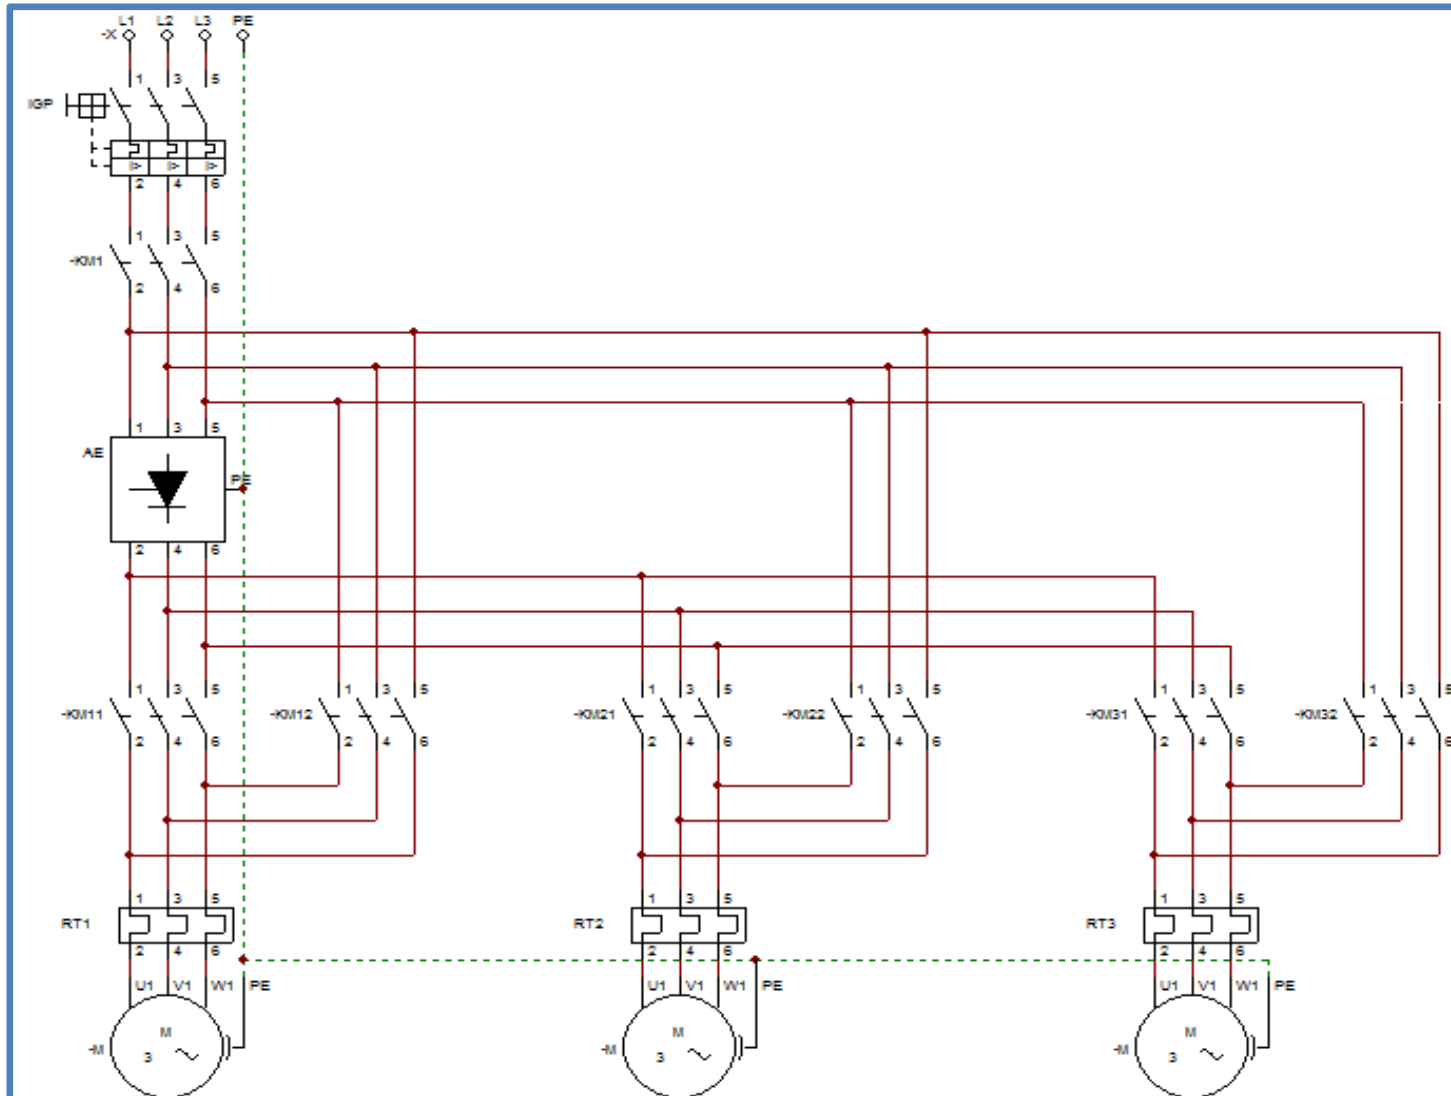 L1 L2 L3 PE
-X
1 3 5
IGP
I> I> I>
2 4 6
1 3 5
-KM1
2 4 6
1 3 5
AE
PE
2 4 6
1 3 5 1 3 5 1 3 5 1 3 5 1 3 5 1 3 5
-KM11 -KM12 -KM21 -KM22 -KM31 -KM32
2 4 6 2 4 6 2 4 6 2 4 6 2 4 6 2 4 6
1 3 5 1 3 5 1 3 5
RT1 RT2 RT3
2 4 6 2 4 6 2 4 6
U1 V1 W1 PE U1 V1 W1 PE U1 V1 W1 PE
M M M
-M 3 -M 3 -M 3